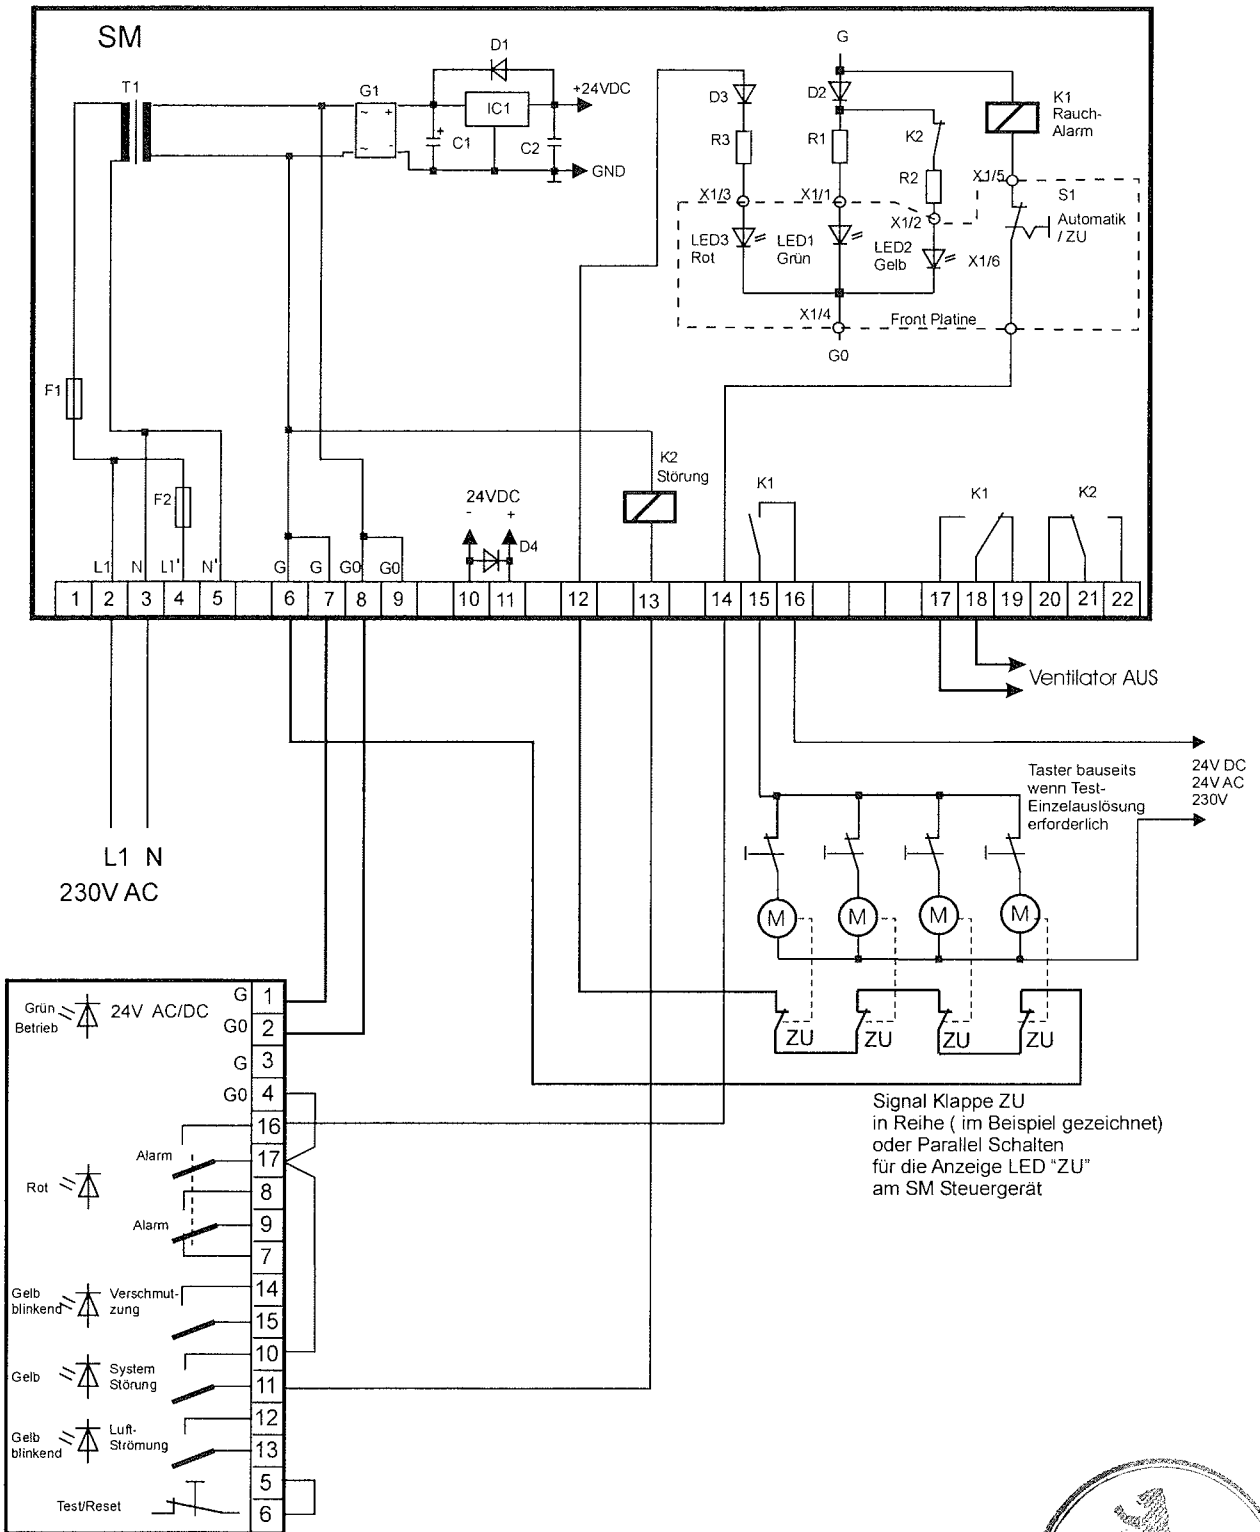 SM
T1
G1
D1
+24VDC
IC1
C1
C2
GND
~ +
~ -
+
G
D3
D2
K1
Rauch-
Alarm
R3
R1
K2
R2
X1/3
X1/1
X1/2
X1/5
S1
Automatik
/ ZU
LED3
Rot
LED1
Grün
LED2
Gelb
X1/6
X1/4
Front Platine
G0
F1
F2
K2
Störung
24VDC
- +
D4
K1
K1
K2
L1 N L1' N' G G G0 G0
1 2 3 4 5 6 7 8 9 10 11 12 13 14 15 16 17 18 19 20 21 22
Ventilator AUS
L1 N
230V AC
Taster bauseits
wenn Test-
Einzelauslösung
erforderlich
24V DC
24V AC
230V
M M M M
ZU ZU ZU ZU
Signal Klappe ZU
in Reihe ( im Beispiel gezeichnet)
oder Parallel Schalten
für die Anzeige LED "ZU"
am SM Steuergerät
Grün
Betrieb
24V AC/DC
G 1
G0 2
G 3
G0 4
16
Alarm
17
Rot
8
Alarm
9
7
Gelb
blinkend
Verschmut-
zung
14
15
Gelb
System
Störung
10
11
Gelb
blinkend
Luft-
Strömung
12
13
Test/Reset
5
6